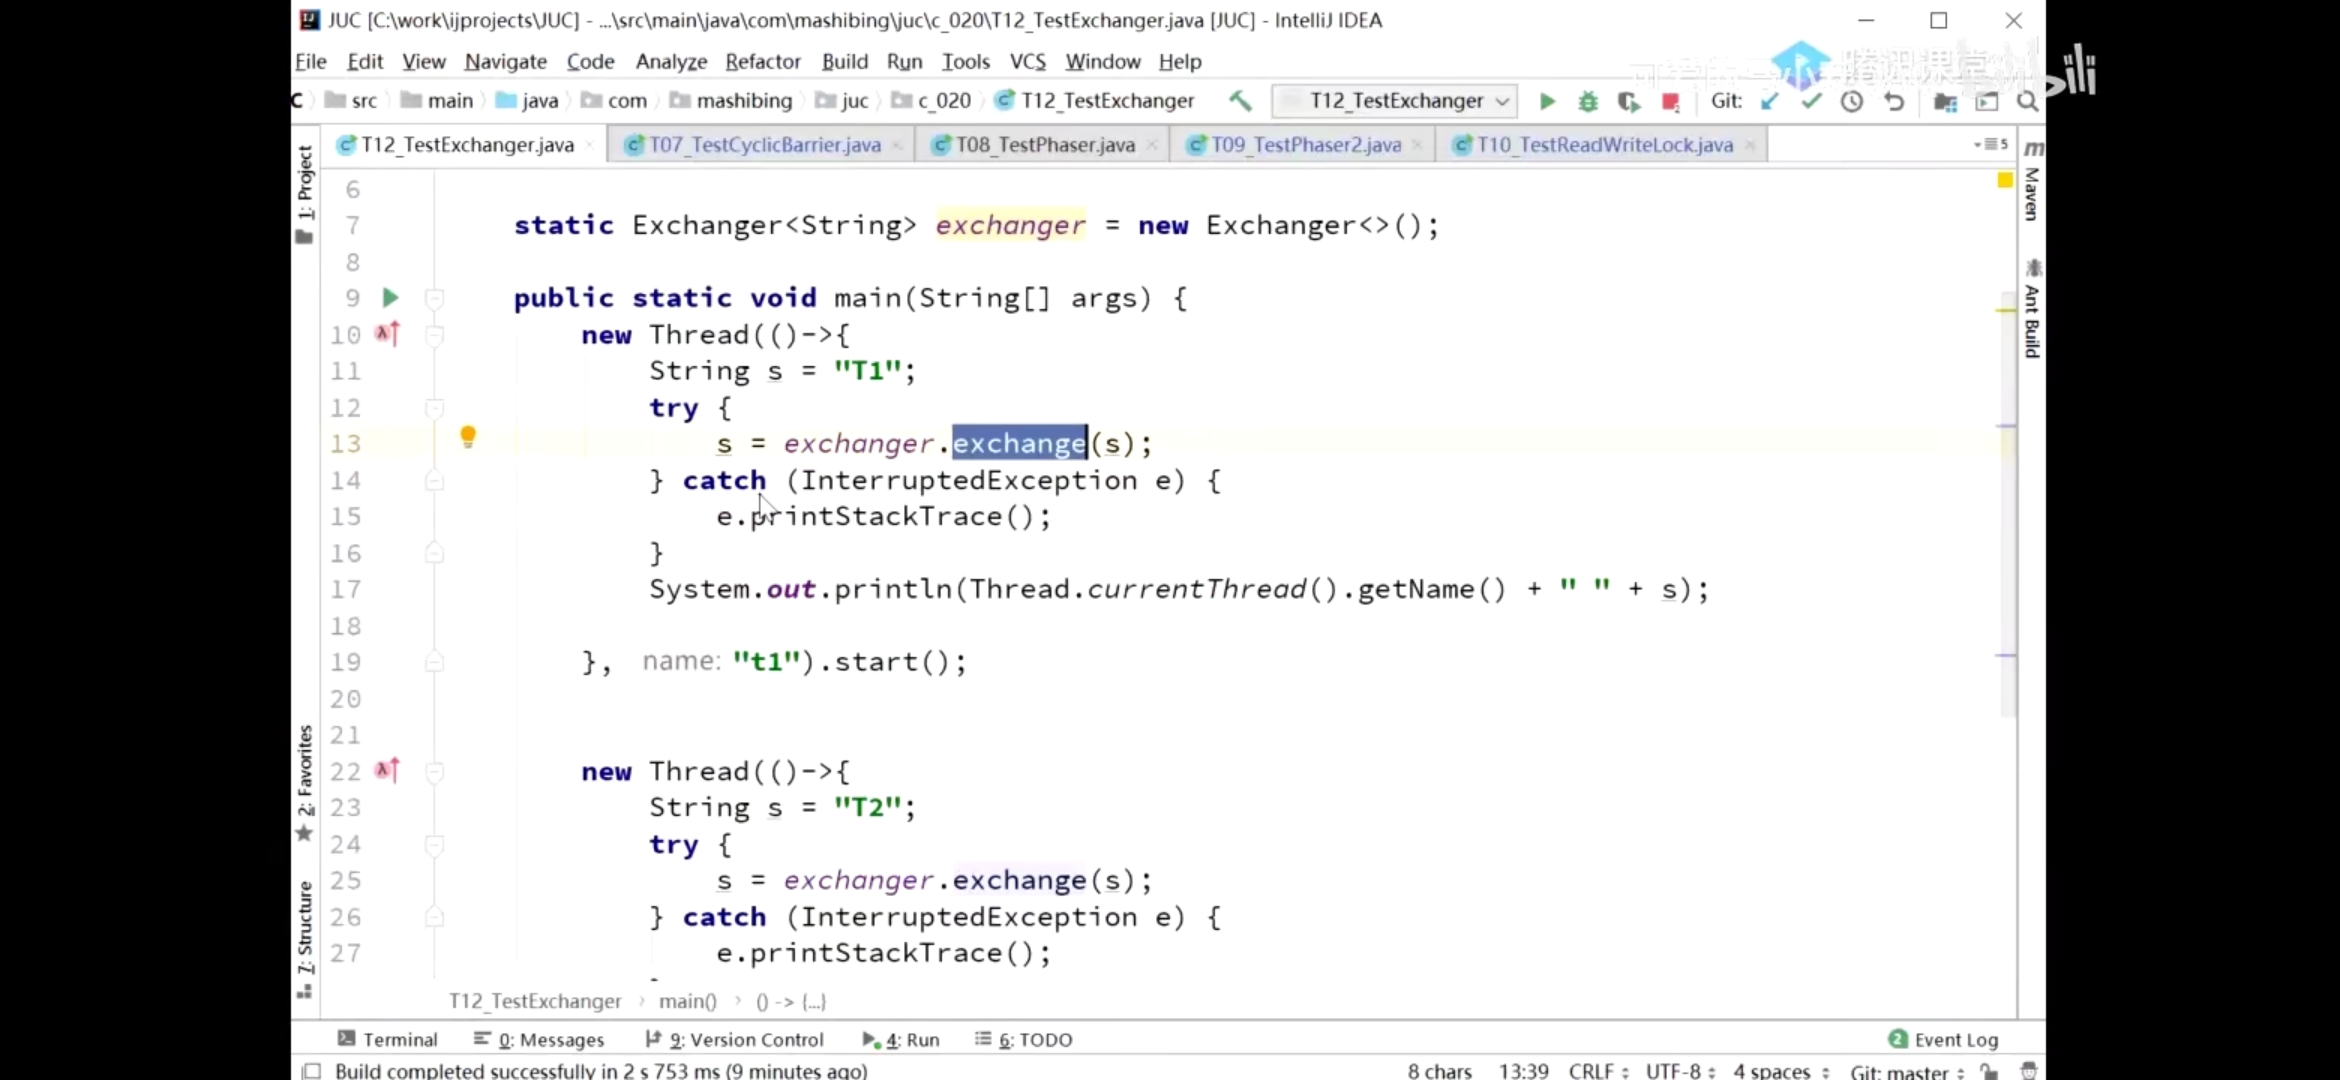 JUC [C:\work\ijprojects\JUC] - ...\src\main\java\com\mashibing\juc\c_020\T12_TestExchanger.java [JUC] - IntelliJ IDEA
File Edit View Navigate Code Analyze Refactor Build Run Tools VCS Window Help
C src main java com mashibing juc c_020 T12_TestExchanger T12_TestExchanger Git:
T12_TestExchanger.java T07_TestCyclicBarrier.java T08_TestPhaser.java T09_TestPhaser2.java T10_TestReadWriteLock.java 5
1: Project
Maven
Ant Build
2: Favorites
7: Structure
6
7 static Exchanger<String> exchanger = new Exchanger<>();
8
9 public static void main(String[] args) {
10 new Thread(()->{
11 String s = "T1";
12 try {
13 s = exchanger.exchange(s);
14 } catch (InterruptedException e) {
15 e.printStackTrace();
16 }
17 System.out.println(Thread.currentThread().getName() + " " + s);
18
19 }, name: "t1").start();
20
21
22 new Thread(()->{
23 String s = "T2";
24 try {
25 s = exchanger.exchange(s);
26 } catch (InterruptedException e) {
27 e.printStackTrace();
T12_TestExchanger › main() › () -> {...}
Terminal 0: Messages 9: Version Control 4: Run 6: TODO 2 Event Log
Build completed successfully in 2 s 753 ms (9 minutes ago) 8 chars 13:39 CRLF UTF-8 4 spaces Git: master